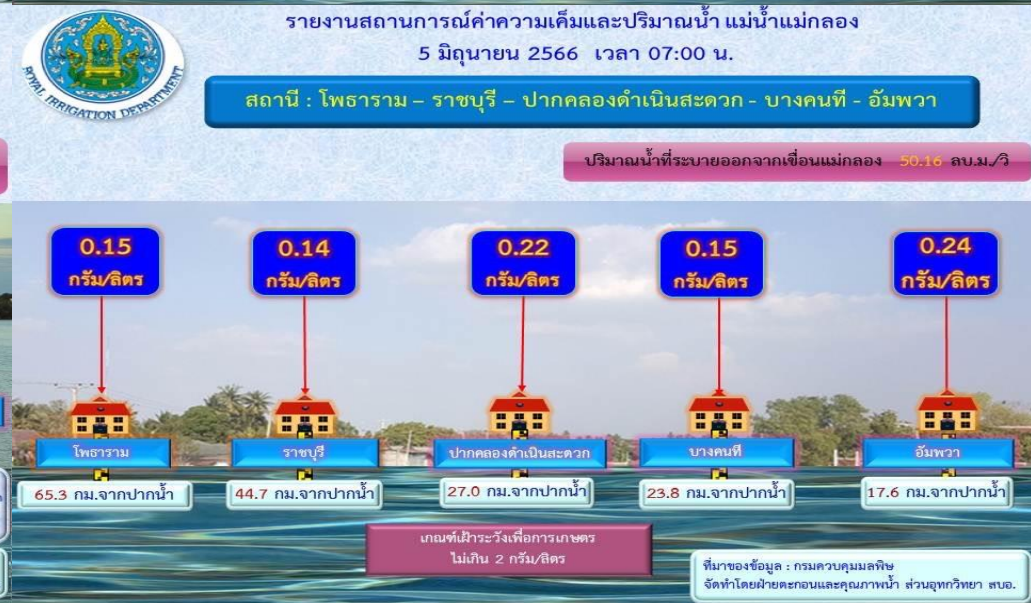 รายงานสถานการณ์ค่าความเค็มและปริมาณน้ำ แม่น้ำแม่กลอง
5 มิถุนายน 2566 เวลา 07:00 น.
ROYAL IRRIGATION DEPARTMENT
สถานี : โพธาราม – ราชบุรี – ปากคลองดำเนินสะดวก - บางคนที - อัมพวา
ปริมาณน้ำที่ระบายออกจากเขื่อนแม่กลอง 50.16 ลบ.ม./วิ
0.15 กรัม/ลิตร
0.14 กรัม/ลิตร
0.22 กรัม/ลิตร
0.15 กรัม/ลิตร
0.24 กรัม/ลิตร
โพธาราม
ราชบุรี
ปากคลองดำเนินสะดวก
บางคนที
อัมพวา
65.3 กม.จากปากน้ำ
44.7 กม.จากปากน้ำ
27.0 กม.จากปากน้ำ
23.8 กม.จากปากน้ำ
17.6 กม.จากปากน้ำ
เกณฑ์เฝ้าระวังเพื่อการเกษตร
ไม่เกิน 2 กรัม/ลิตร
ที่มาของข้อมูล : กรมควบคุมมลพิษ
จัดทำโดยฝ่ายตะกอนและคุณภาพน้ำ ส่วนอุทกวิทยา สบอ.